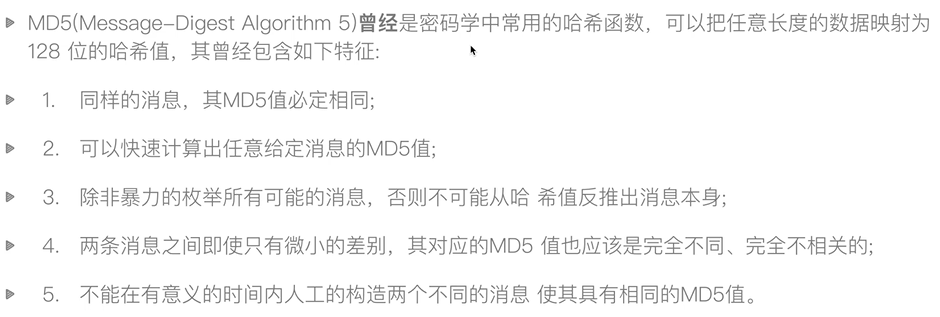 MD5(Message-Digest Algorithm 5)曾经是密码学中常用的哈希函数，可以把任意长度的数据映射为
128 位的哈希值，其曾经包含如下特征:
1. 同样的消息，其MD5值必定相同;
2. 可以快速计算出任意给定消息的MD5值;
3. 除非暴力的枚举所有可能的消息，否则不可能从哈 希值反推出消息本身;
4. 两条消息之间即使只有微小的差别，其对应的MD5 值也应该是完全不同、完全不相关的;
5. 不能在有意义的时间内人工的构造两个不同的消息 使其具有相同的MD5值。